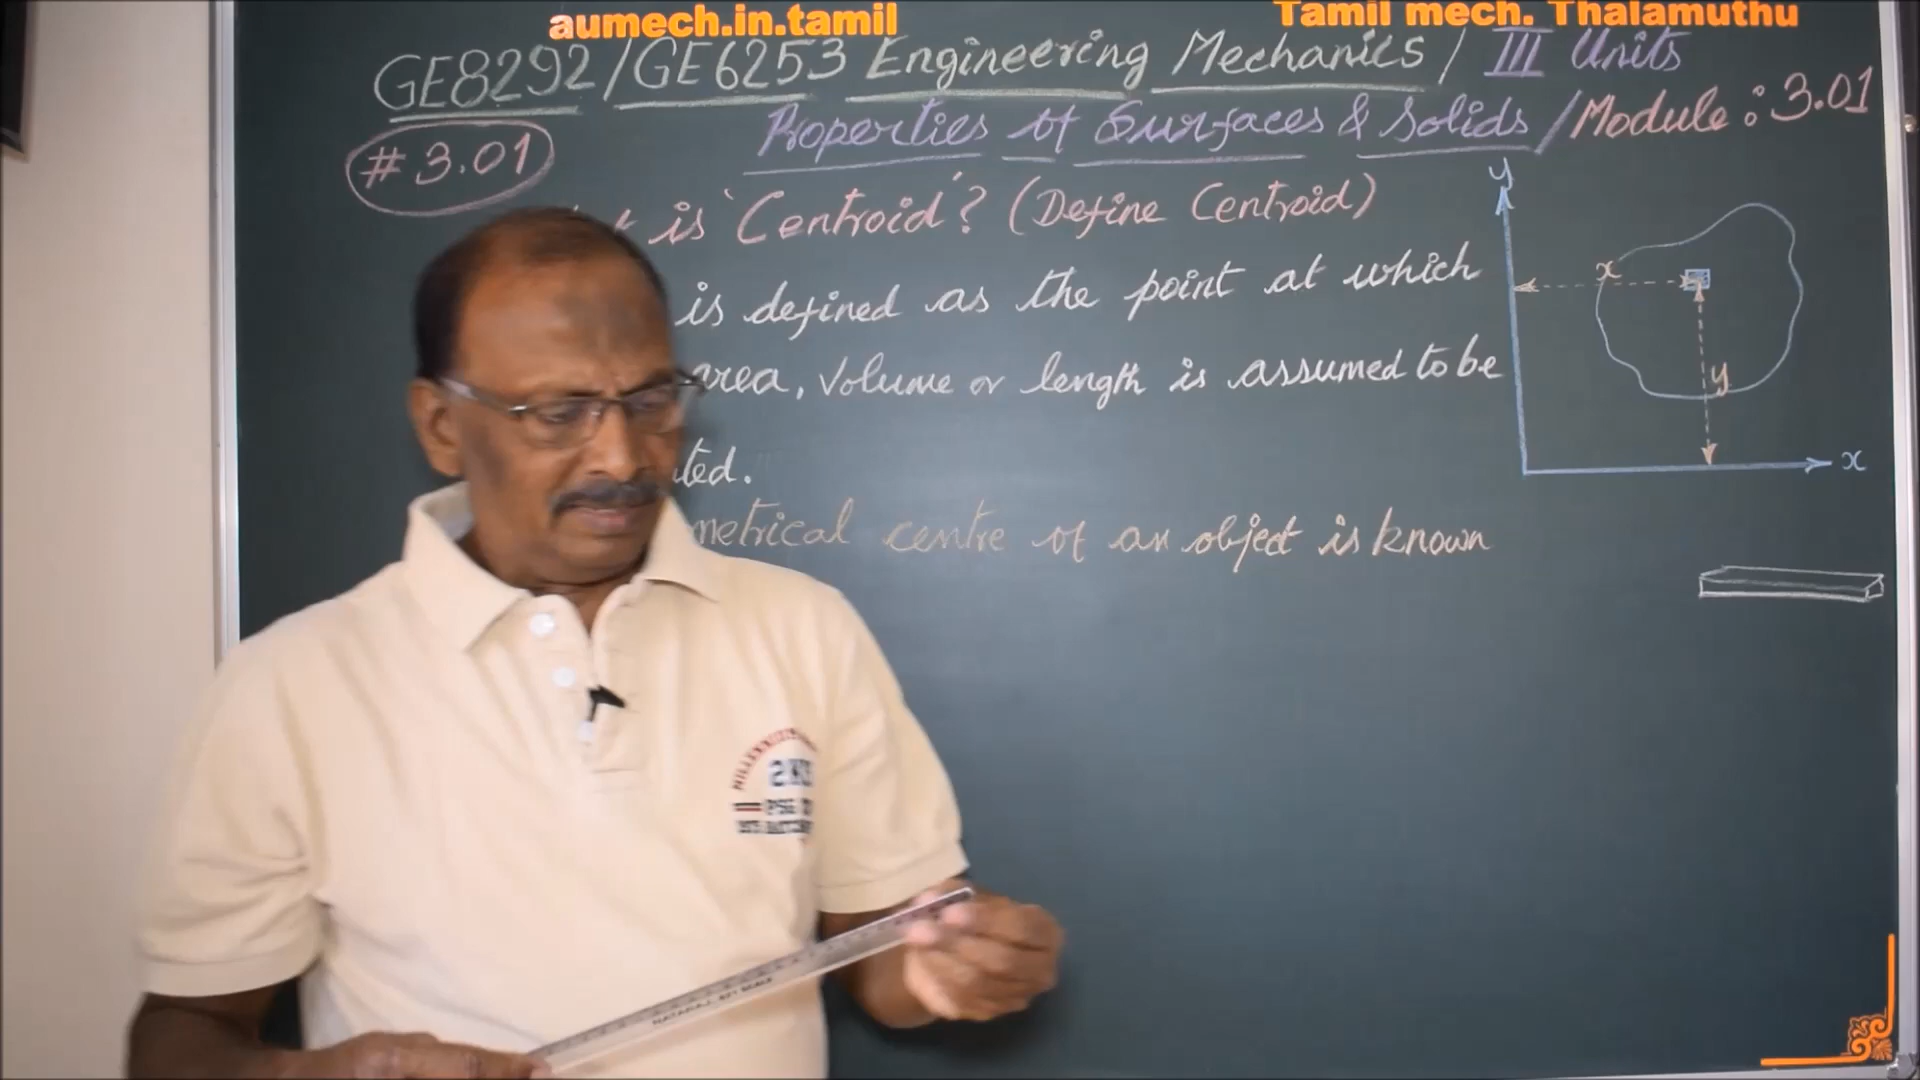 aumech.in.tamil
Tamil mech. Thalamuthu
GE8292/GE6253 Engineering Mechanics / III Units
Properties of Surfaces & Solids / Module: 3.01
# 3.01
is 'Centroid'? (Define Centroid)
is defined as the point at which
area, volume or length is assumed to be
ted.
metrical centre of an object is known
y
x
y
x